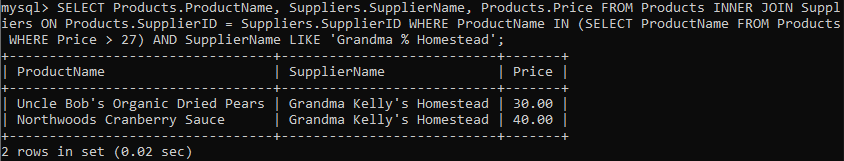 mysql> SELECT Products.ProductName, Suppliers.SupplierName, Products.Price FROM Products INNER JOIN Suppl
iers ON Products.SupplierID = Suppliers.SupplierID WHERE ProductName IN (SELECT ProductName FROM Products
 WHERE Price > 27) AND SupplierName LIKE 'Grandma % Homestead';
+--------------------------------+---------------------------+-------+
| ProductName                    | SupplierName              | Price |
+--------------------------------+---------------------------+-------+
| Uncle Bob's Organic Dried Pears | Grandma Kelly's Homestead | 30.00 |
| Northwoods Cranberry Sauce     | Grandma Kelly's Homestead | 40.00 |
+--------------------------------+---------------------------+-------+
2 rows in set (0.02 sec)